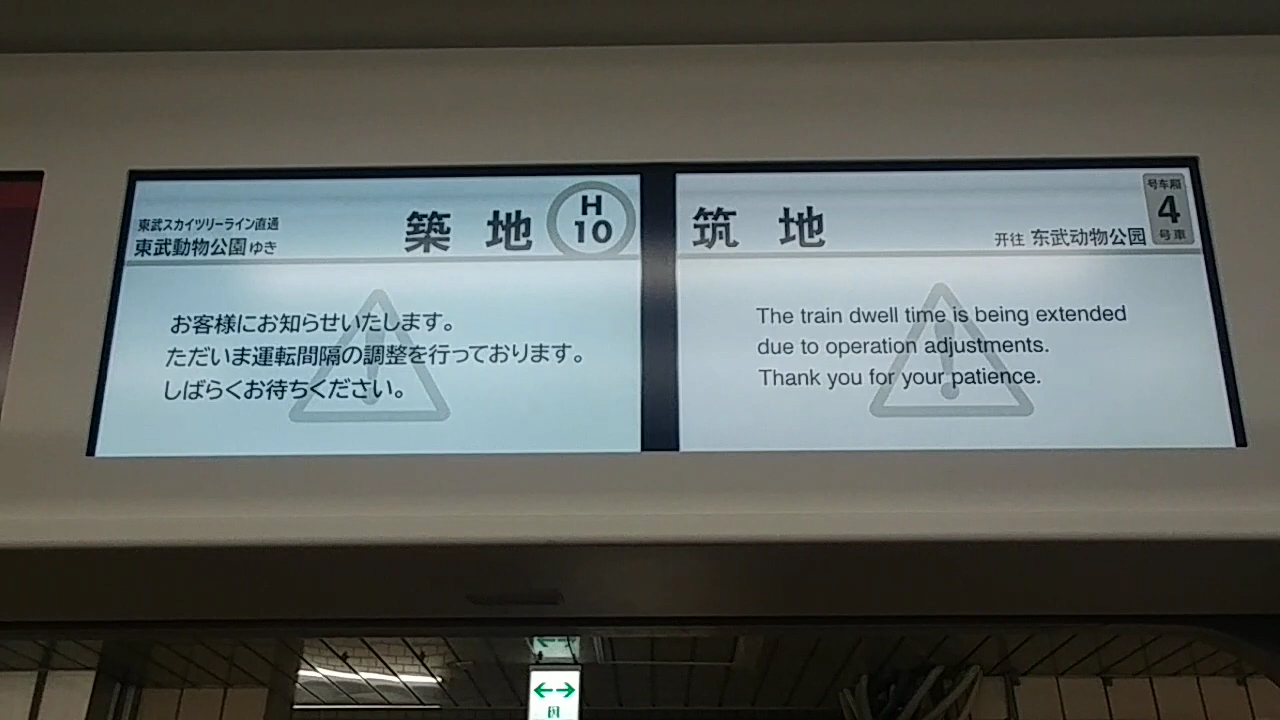 東武スカイツリーライン直通
東武動物公園ゆき
築地
H
10
お客様にお知らせいたします。
ただいま運転間隔の調整を行っております。
しばらくお待ちください。
筑地
开往 东武动物公园
号车厢
4
号車
The train dwell time is being extended
due to operation adjustments.
Thank you for your patience.